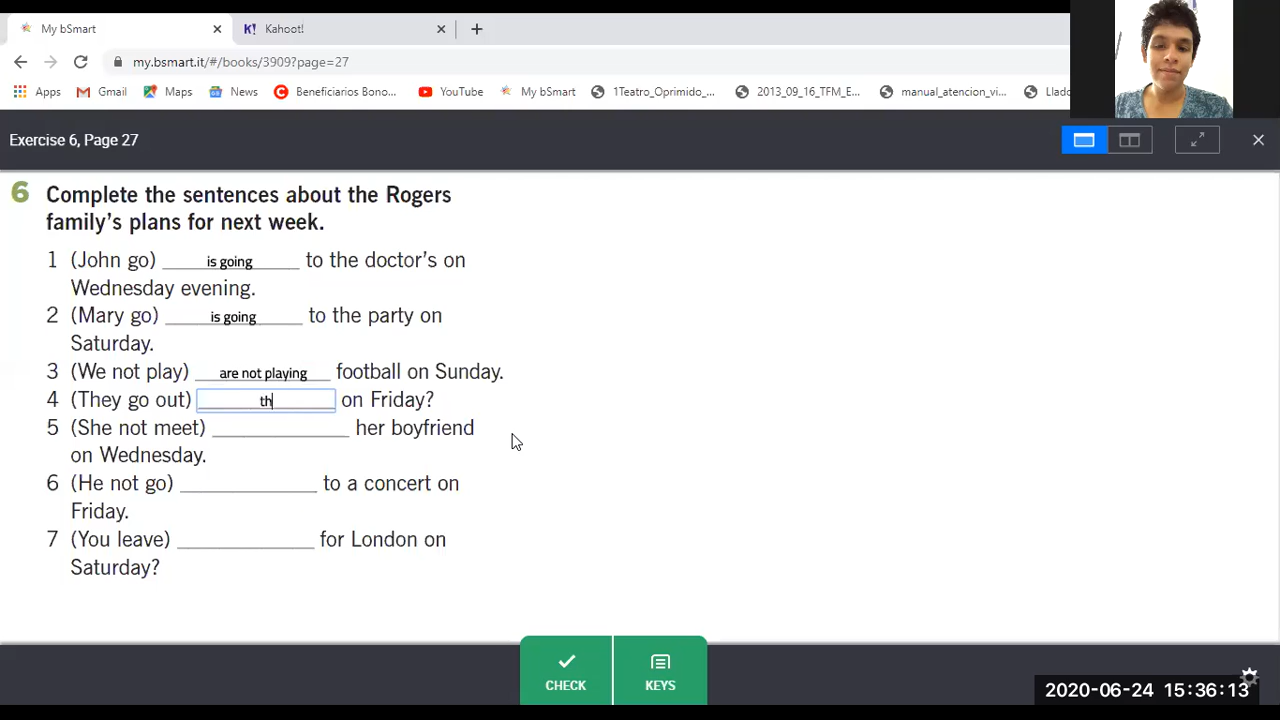 My bSmart
K! Kahoot!
my.bsmart.it/#/books/3909?page=27
Apps Gmail Maps News Beneficiarios Bono... YouTube My bSmart 1Teatro_Oprimido_... 2013_09_16_TFM_E... manual_atencion_vi... Llad
Exercise 6, Page 27
6 Complete the sentences about the Rogers
family's plans for next week.
1 (John go) is going to the doctor's on
Wednesday evening.
2 (Mary go) is going to the party on
Saturday.
3 (We not play) are not playing football on Sunday.
4 (They go out) th on Friday?
5 (She not meet) ____________ her boyfriend
on Wednesday.
6 (He not go) ____________ to a concert on
Friday.
7 (You leave) ____________ for London on
Saturday?
CHECK KEYS
2020-06-24 15:36:13